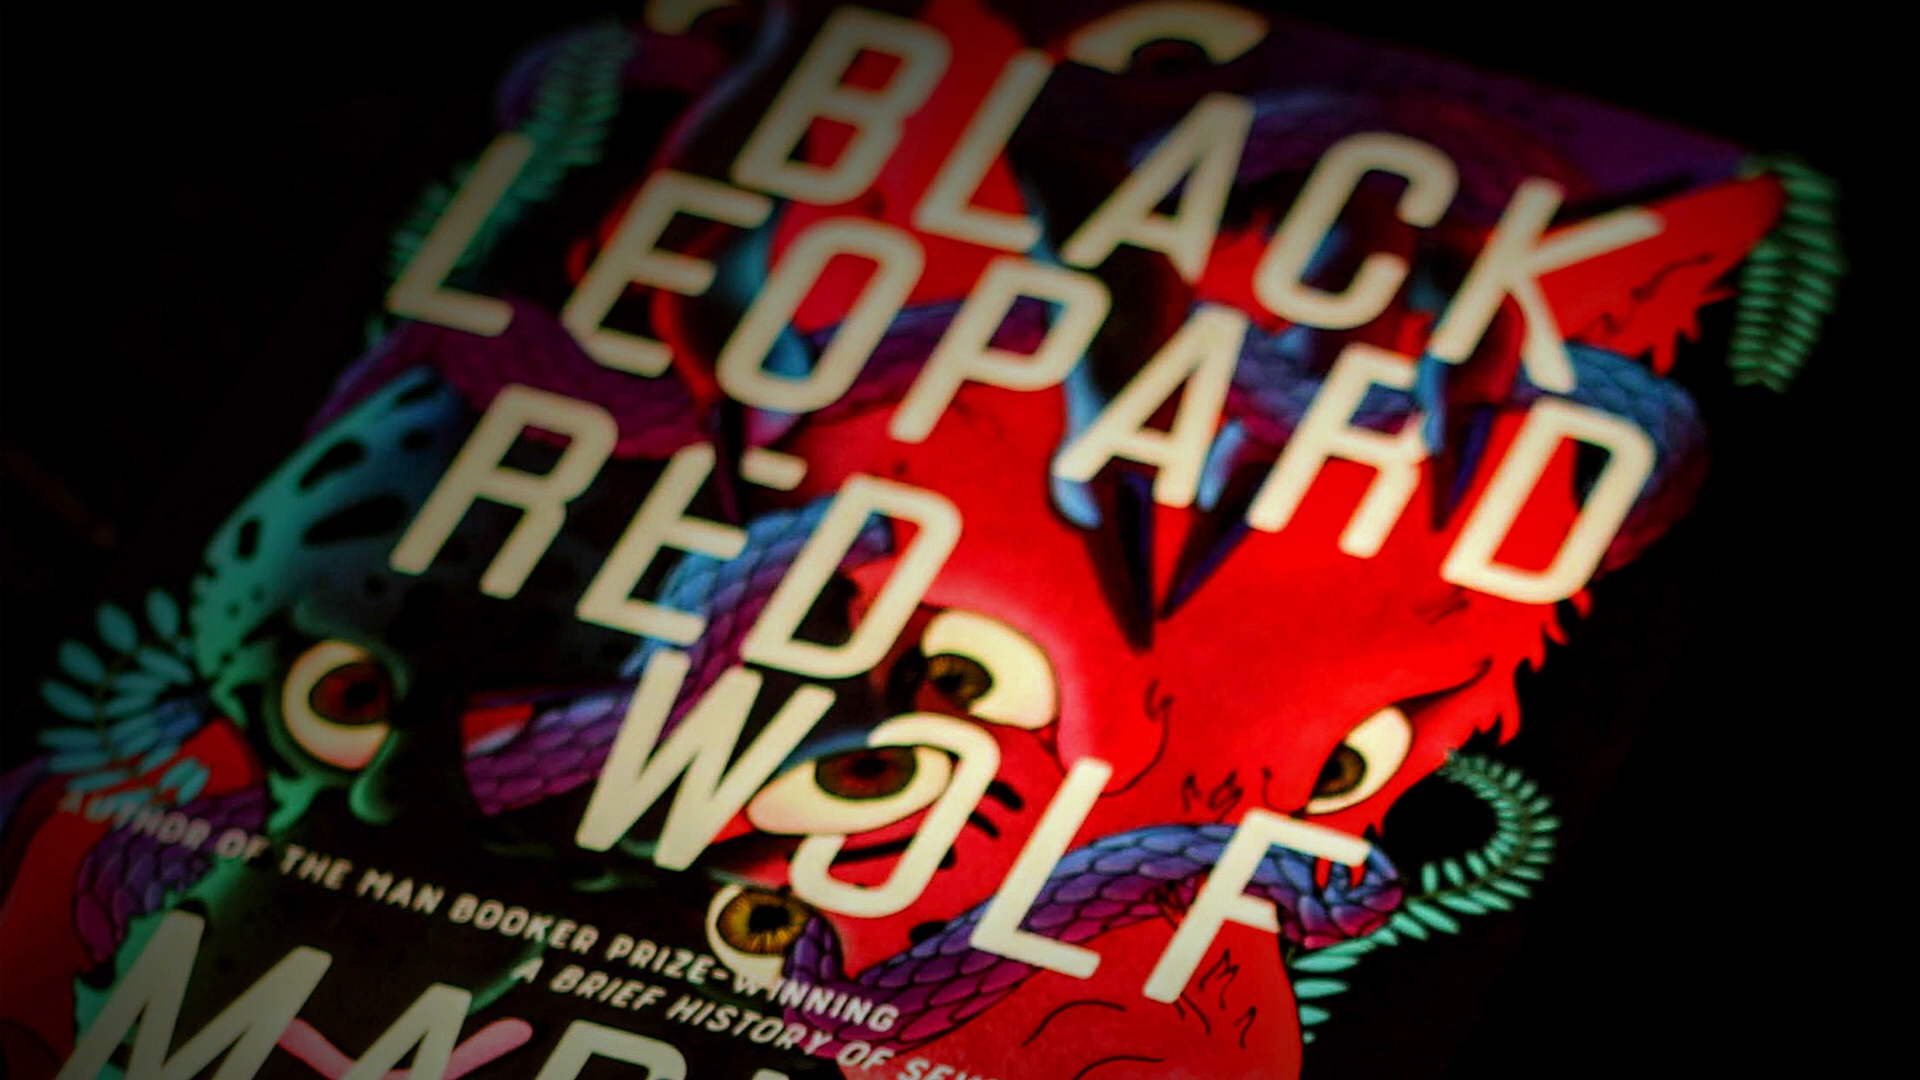 BLACK
LEOPARD
RED
WOLF
AUTHOR OF THE MAN BOOKER PRIZE-WINNING
A BRIEF HISTORY OF